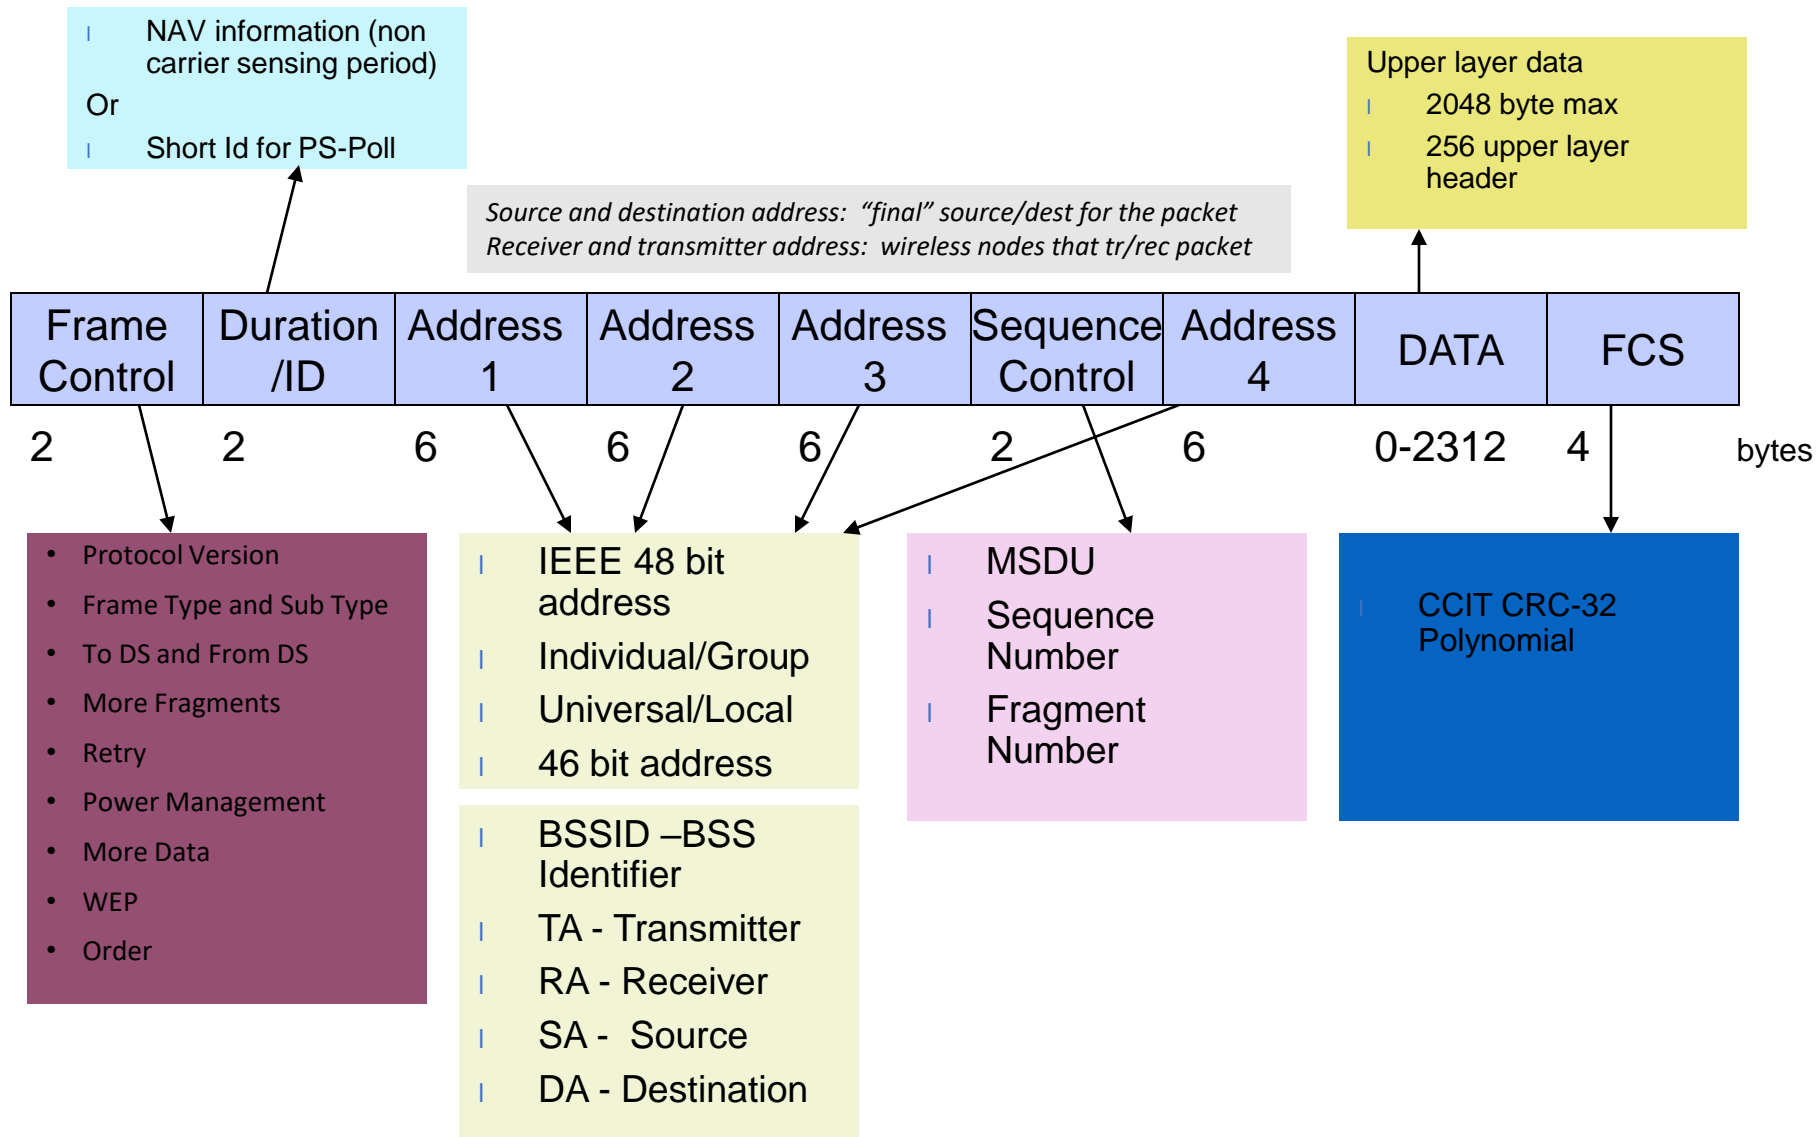 l NAV information (non
carrier sensing period)
Or
l Short Id for PS-Poll
Upper layer data
l 2048 byte max
l 256 upper layer
header
Source and destination address: “final” source/dest for the packet
Receiver and transmitter address: wireless nodes that tr/rec packet
Frame
Control
Duration
/ID
Address
1
Address
2
Address
3
Sequence
Control
Address
4
DATA
FCS
2 2 6 6 6 2 6 0-2312 4 bytes
• Protocol Version
• Frame Type and Sub Type
• To DS and From DS
• More Fragments
• Retry
• Power Management
• More Data
• WEP
• Order
l IEEE 48 bit
address
l Individual/Group
l Universal/Local
l 46 bit address
l BSSID –BSS
Identifier
l TA - Transmitter
l RA - Receiver
l SA - Source
l DA - Destination
l MSDU
l Sequence
Number
l Fragment
Number
l CCIT CRC-32
Polynomial